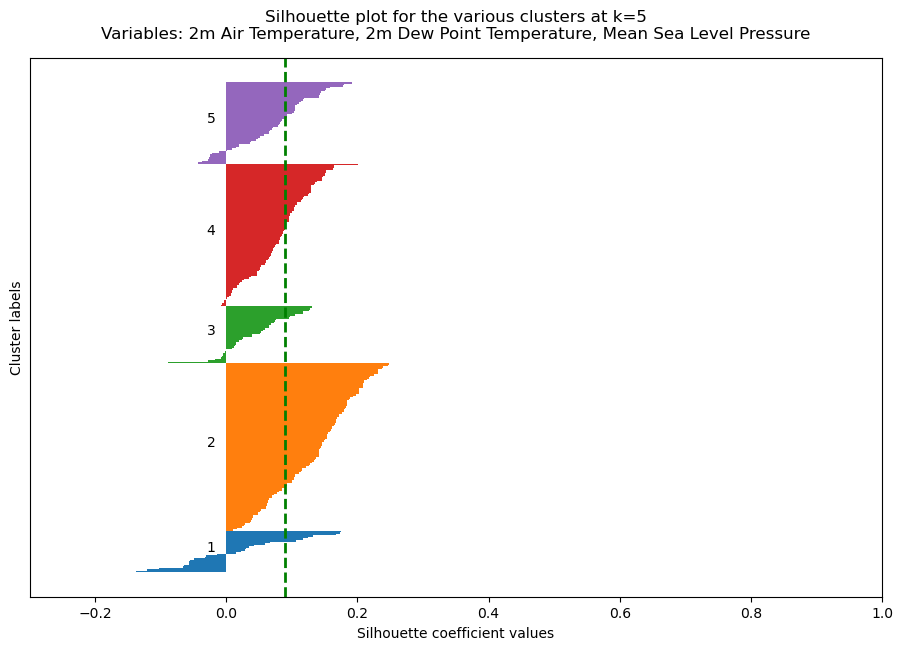 Silhouette plot for the various clusters at k=5
Variables: 2m Air Temperature, 2m Dew Point Temperature, Mean Sea Level Pressure
Cluster labels
5
4
3
2
1
−0.2 0.0 0.2 0.4 0.6 0.8 1.0
Silhouette coefficient values